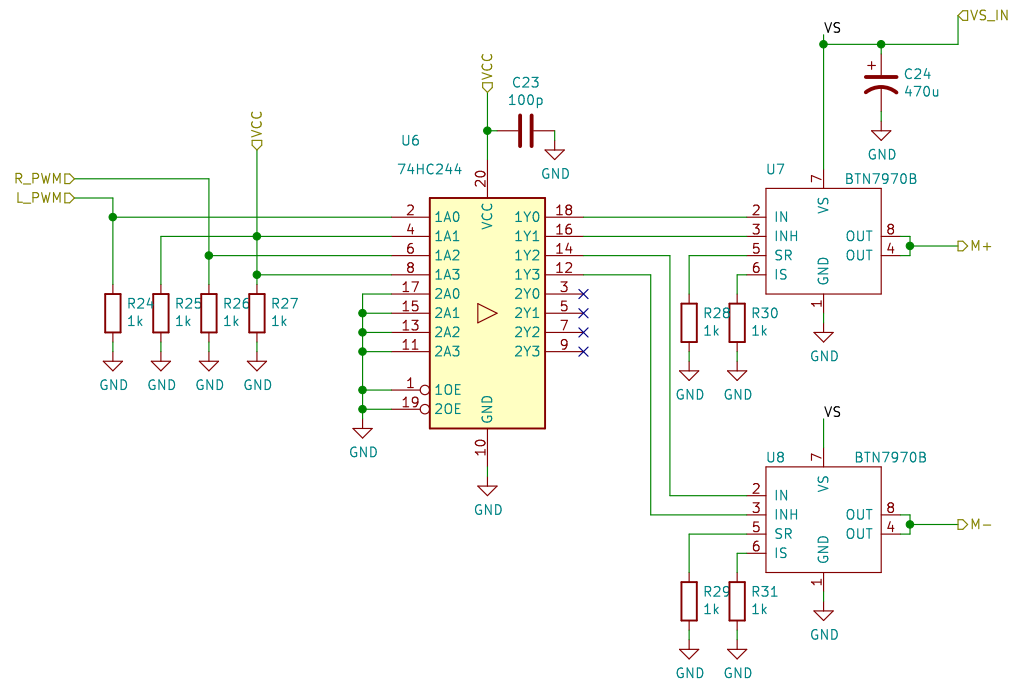 VS
VS_IN
VCC
C23
100p
C24
470u
GND
VCC
U6
74HC244
GND
U7
BTN7970B
R_PWM
L_PWM
20
VCC
7
VS
2 1A0 1Y0 18
4 1A1 1Y1 16
6 1A2 1Y2 14
8 1A3 1Y3 12
17 2A0 2Y0 3
15 2A1 2Y1 5
13 2A2 2Y2 7
11 2A3 2Y3 9
1 1OE
19 2OE
GND
10
GND
2 IN
3 INH OUT 8
5 SR OUT 4
6 IS
GND
1
GND
M+
R24
1k
R25
1k
R26
1k
R27
1k
GND
GND
GND
GND
GND
R28
1k
R30
1k
GND
GND
VS
U8
BTN7970B
7
VS
2 IN
3 INH OUT 8
5 SR OUT 4
6 IS
GND
1
GND
M-
R29
1k
R31
1k
GND
GND